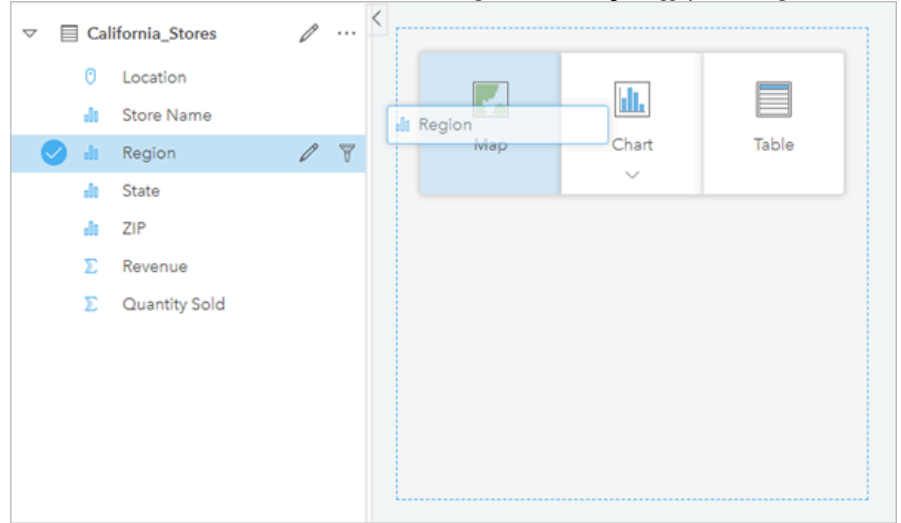 California_Stores
Location
Store Name
Region
State
ZIP
Revenue
Quantity Sold
Region
Map
Chart
Table